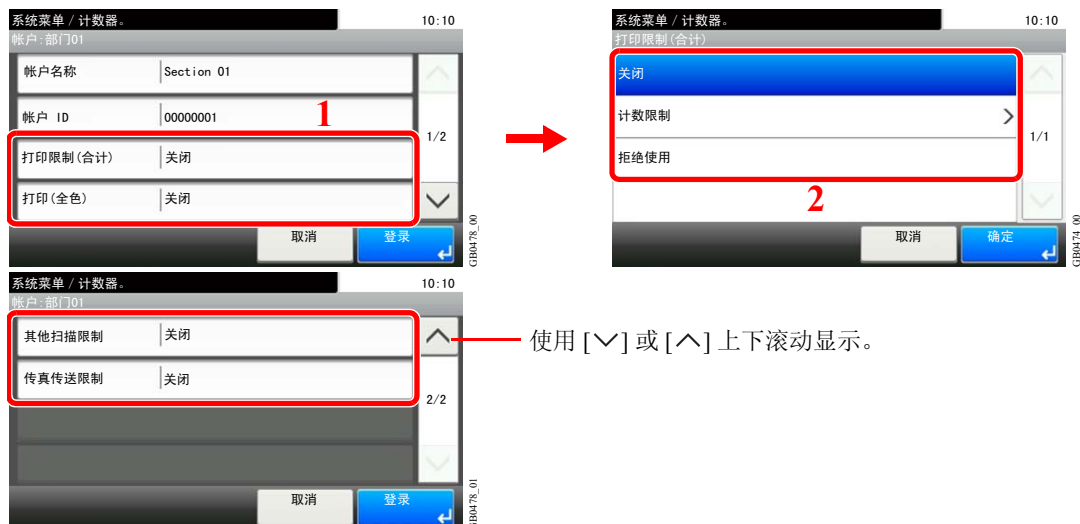 系统菜单 / 计数器。 10:10
帐户:部门01
帐户名称 Section 01
帐户 ID 00000001
1
1/2
打印限制(合计) 关闭
打印(全色) 关闭
取消 登录
GB0478_00
系统菜单 / 计数器。 10:10
打印限制(合计)
关闭
计数限制
1/1
拒绝使用
2
取消 确定
GB0474_00
系统菜单 / 计数器。 10:10
帐户:部门01
其他扫描限制 关闭
传真传送限制 关闭
2/2
取消 登录
GB0478_01
使用 [∨] 或 [∧] 上下滚动显示。